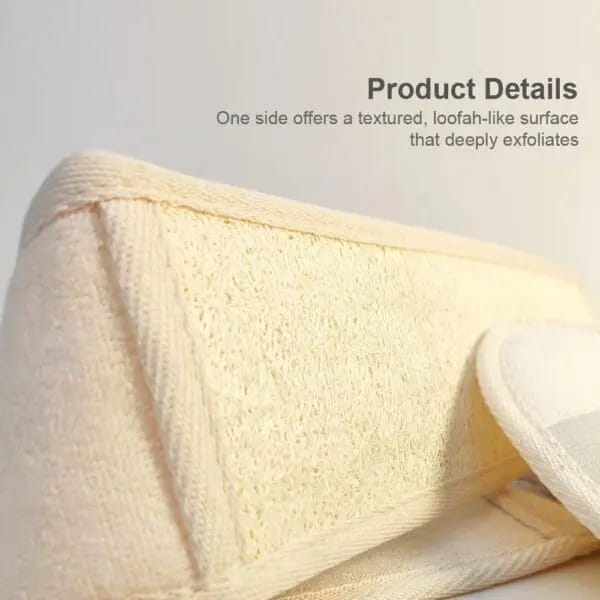 Product Details
One side offers a textured, loofah-like surface
that deeply exfoliates